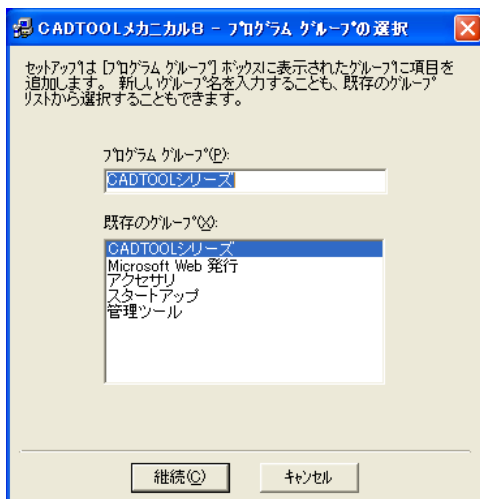 CADTOOLメカニカル8 - プログラム グループの選択
セットアップは [プログラム グループ] ボックスに表示されたグループに項目を
追加します。 新しいグループ名を入力することも、既存のグループ
リストから選択することもできます。
プログラム グループ(P):
CADTOOLシリーズ
既存のグループ(X):
CADTOOLシリーズ
Microsoft Web 発行
アクセサリ
スタートアップ
管理ツール
継続(C)
キャンセル